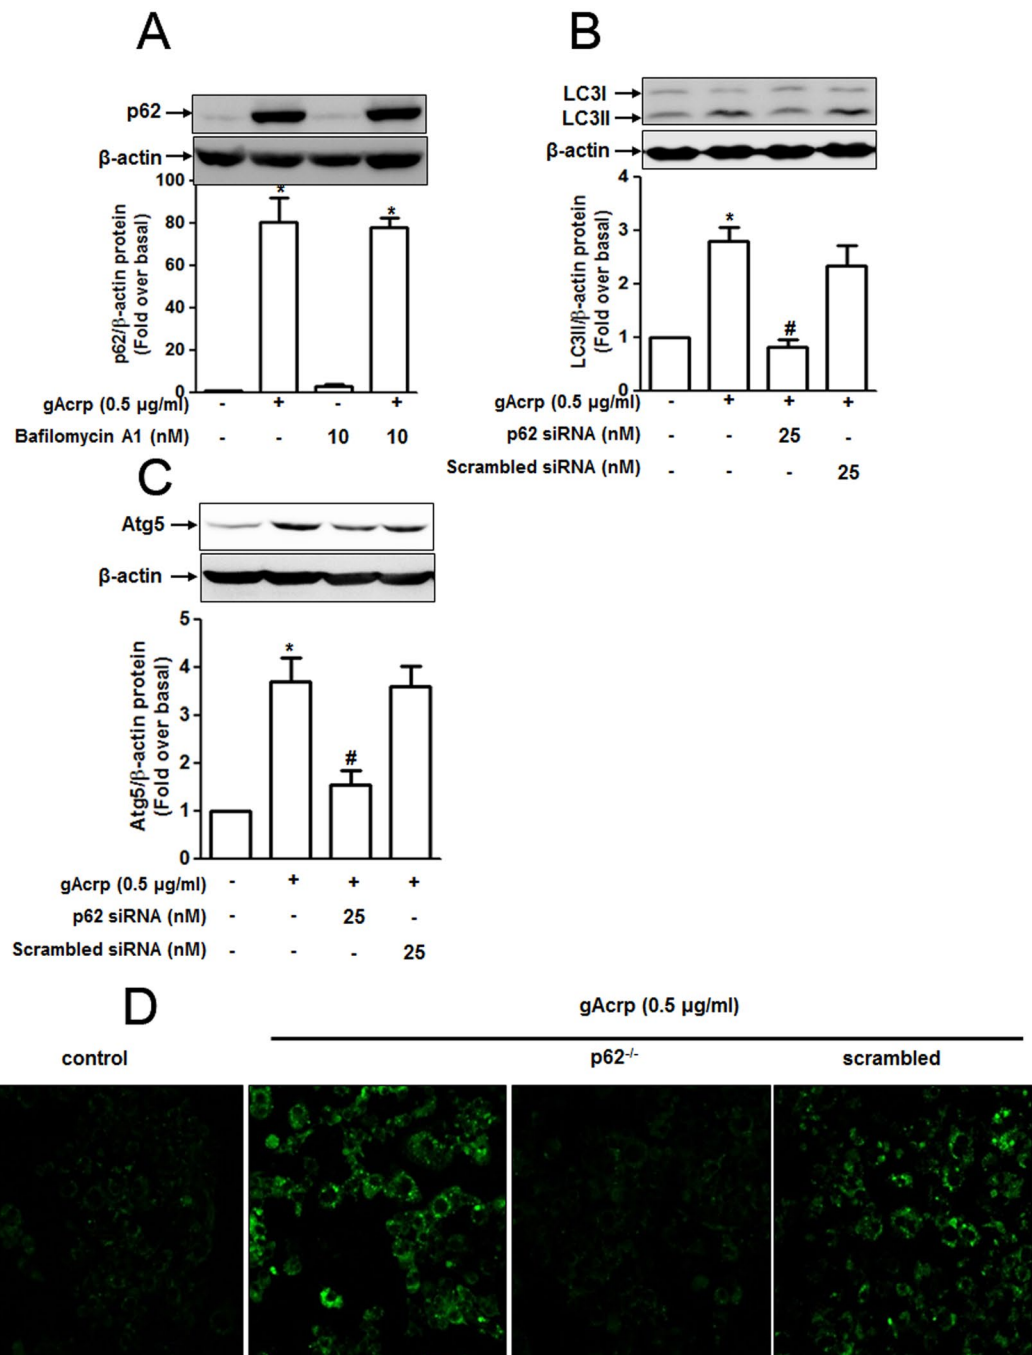 A
p62
β-actin
100
80
60
40
20
0
p62/β-actin protein
(Fold over basal)
*
*
gAcrp (0.5 µg/ml) - + - +
Bafilomycin A1 (nM) - - 10 10
B
LC3I
LC3II
β-actin
4
3
2
1
0
LC3II/β-actin protein
(Fold over basal)
*
#
gAcrp (0.5 µg/ml) - + + +
p62 siRNA (nM) - - 25 -
Scrambled siRNA (nM) - - - 25
C
Atg5
β-actin
5
4
3
2
1
0
Atg5/β-actin protein
(Fold over basal)
*
#
gAcrp (0.5 µg/ml) - + + +
p62 siRNA (nM) - - 25 -
Scrambled siRNA (nM) - - - 25
D
gAcrp (0.5 µg/ml)
control p62-/- scrambled